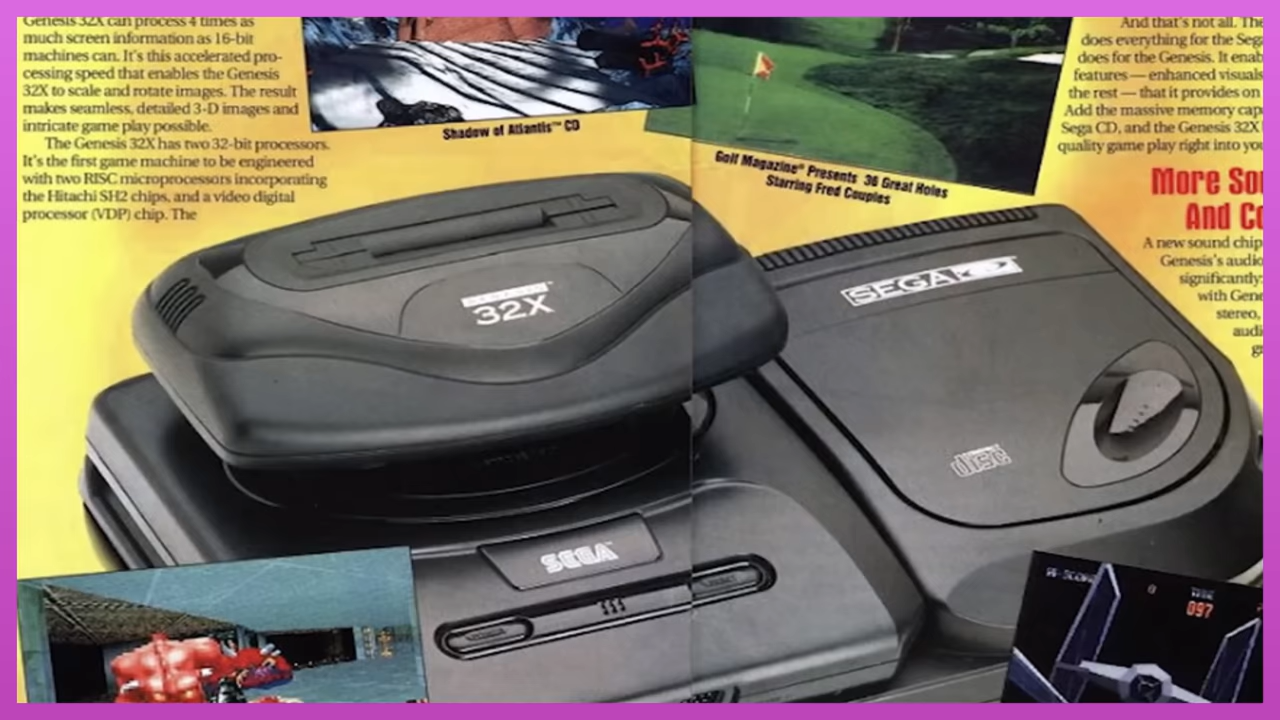 Genesis 32X can process 4 times as
much screen information as 16-bit
machines can. It's this accelerated pro-
cessing speed that enables the Genesis
32X to scale and rotate images. The result
makes seamless, detailed 3-D images and
intricate game play possible.
The Genesis 32X has two 32-bit processors.
It's the first game machine to be engineered
with two RISC microprocessors incorporating
the Hitachi SH2 chips, and a video digital
processor (VDP) chip. The
Shadow of Atlantis™ CD
Golf Magazine® Presents 36 Great Holes
Starring Fred Couples
And that's not all. The
does everything for the Sega
does for the Genesis. It enab
features — enhanced visuals
the rest — that it provides on
Add the massive memory capa
Sega CD, and the Genesis 32X
quality game play right into you
More Sou
And Co
A new sound chip
Genesis's audio
significantly:
with Gene
stereo,
audi
g
32X
SEGA CD
disc
SEGA
0
097